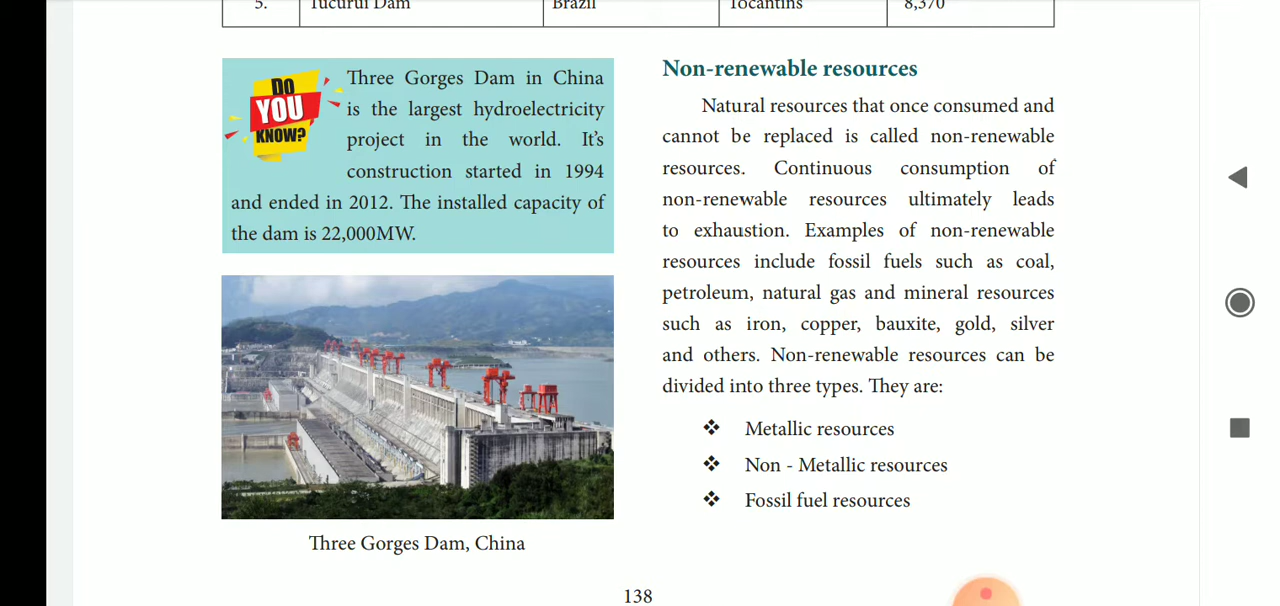 5. Tucurui Dam Brazil Tocantins 8,370
DO
YOU
KNOW?
Three Gorges Dam in China
is the largest hydroelectricity
project in the world. It's
construction started in 1994
and ended in 2012. The installed capacity of
the dam is 22,000MW.
Three Gorges Dam, China
Non-renewable resources
Natural resources that once consumed and
cannot be replaced is called non-renewable
resources. Continuous consumption of
non-renewable resources ultimately leads
to exhaustion. Examples of non-renewable
resources include fossil fuels such as coal,
petroleum, natural gas and mineral resources
such as iron, copper, bauxite, gold, silver
and others. Non-renewable resources can be
divided into three types. They are:
❖ Metallic resources
❖ Non - Metallic resources
❖ Fossil fuel resources
138